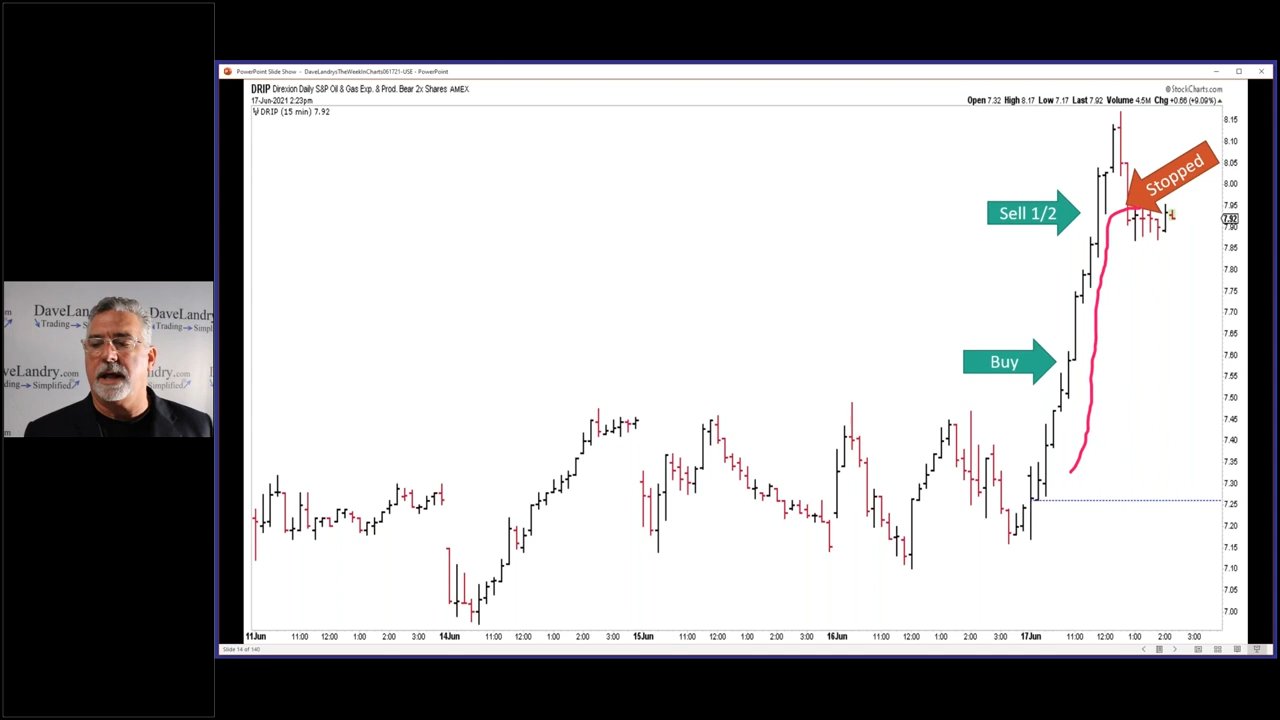 PowerPoint Slide Show - DaveLandrysTheWeekInCharts061721-USE - PowerPoint
DRIP Direxion Daily S&P Oil & Gas Exp. & Prod. Bear 2x Shares AMEX
© StockCharts.com
17-Jun-2021 2:23pm
Open 7.32 High 8.17 Low 7.17 Last 7.92 Volume 4.5M Chg +0.66 (+9.09%)
DRIP (15 min) 7.92
8.15
8.10
8.05
8.00
7.95
7.92
7.90
7.85
7.80
7.75
7.70
7.65
7.60
7.55
7.50
7.45
7.40
7.35
7.30
7.25
7.20
7.15
7.10
7.05
7.00
Stopped
Sell 1/2
Buy
11Jun 11:00 12:00 1:00 2:00 3:00 14Jun 11:00 12:00 1:00 2:00 3:00 15Jun 11:00 12:00 1:00 2:00 3:00 16Jun 11:00 12:00 1:00 2:00 3:00 17Jun 11:00 12:00 1:00 2:00 3:00
Slide 14 of 140
DaveLandry.com
Trading Simplified